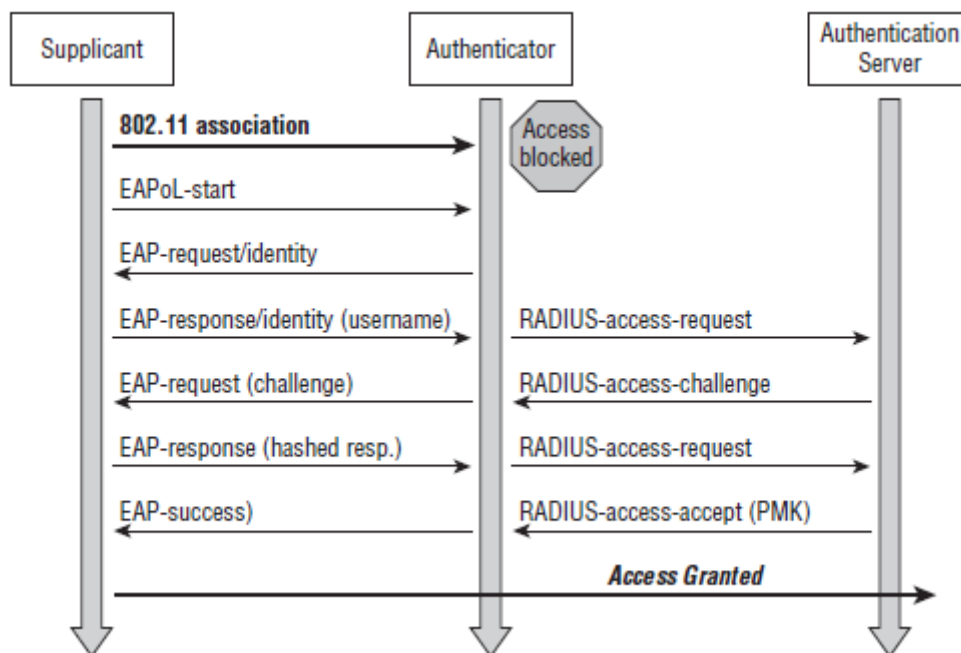 Supplicant
Authenticator
Authentication
Server
802.11 association
Access
blocked
EAPoL-start
EAP-request/identity
EAP-response/identity (username)
RADIUS-access-request
EAP-request (challenge)
RADIUS-access-challenge
EAP-response (hashed resp.)
RADIUS-access-request
EAP-success)
RADIUS-access-accept (PMK)
Access Granted